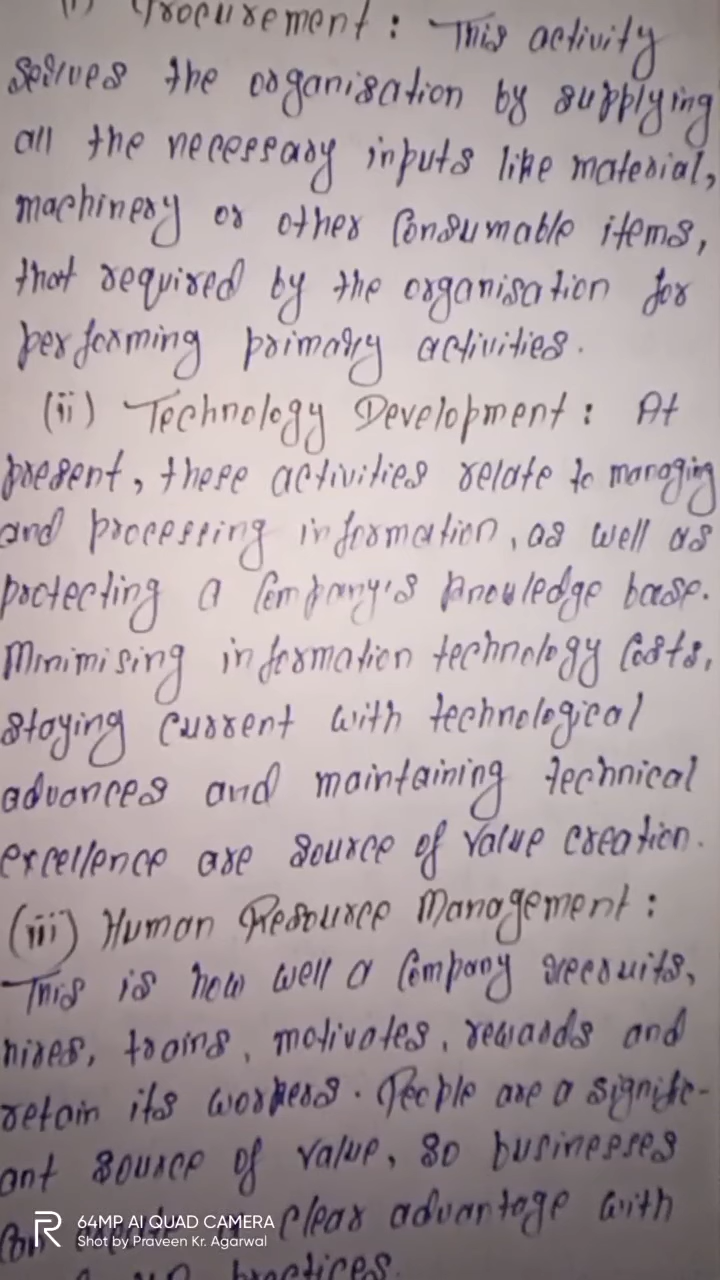 (i) Procurement : This activity
serves the organisation by supplying
all the necessary inputs like material,
machinery or other Consumable items,
that required by the organisation for
performing primary activities.
(ii) Technology Development : At
present, these activities relate to managing
and processing information, as well as
protecting a Company's knowledge base.
Minimising information technology Costs,
staying current with technological
advances and maintaining technical
excellence are source of value creation.
(iii) Human Resource Management :
This is how well a Company recruits,
hires, trains, motivates, rewards and
retain its workers. People are a signific-
ant source of value, so businesses
can clear advantage with
practices.
64MP AI QUAD CAMERA
Shot by Praveen Kr. Agarwal